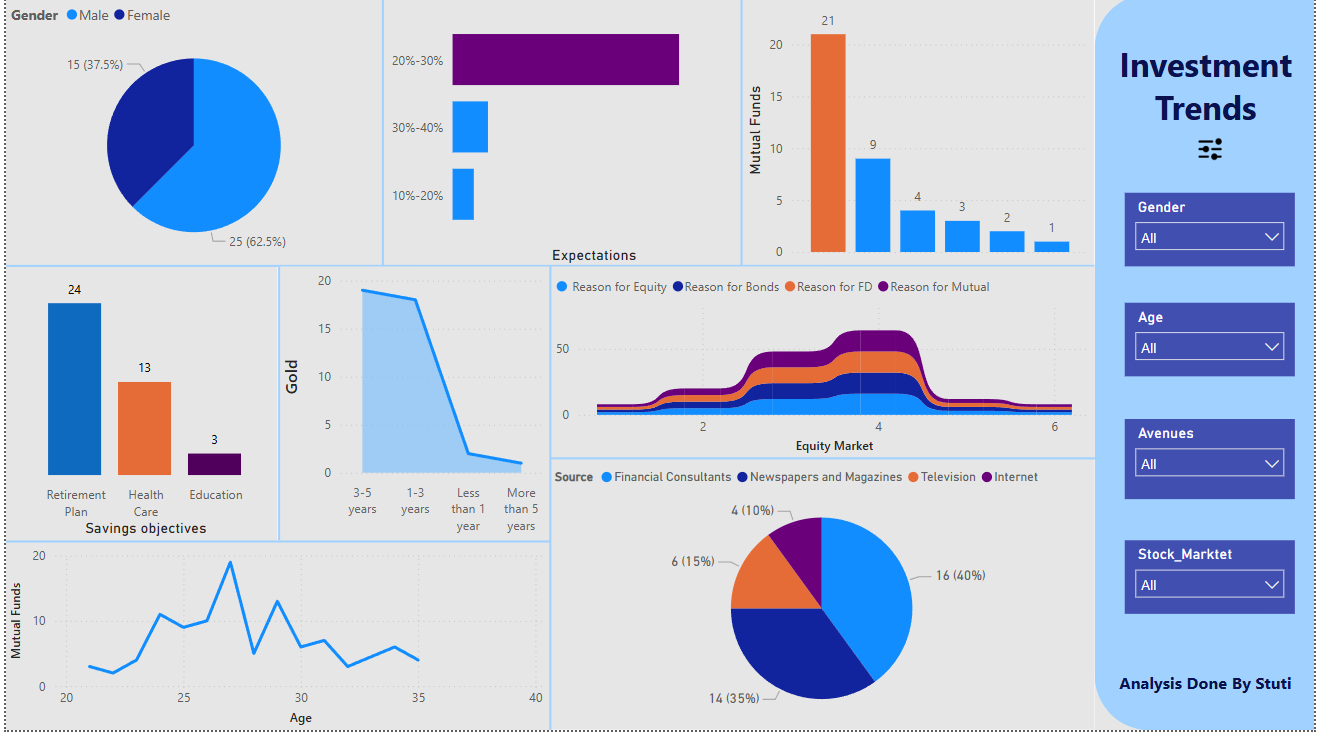 Gender Male Female
15 (37.5%)
25 (62.5%)
20%-30%
30%-40%
10%-20%
Expectations
Mutual Funds
20
15
10
5
0
21
9
4
3
2
1
Investment
Trends
Gender
All
Age
All
Avenues
All
Stock_Marktet
All
Analysis Done By Stuti
24
13
3
Retirement
Plan
Health
Care
Education
Savings objectives
Gold
20
15
10
5
0
3-5
years
1-3
years
Less
than 1
year
More
than 5
years
Reason for Equity Reason for Bonds Reason for FD Reason for Mutual
50
0
2 4 6
Equity Market
Mutual Funds
20
10
0
20 25 30 35 40
Age
Source Financial Consultants Newspapers and Magazines Television Internet
4 (10%)
6 (15%)
16 (40%)
14 (35%)